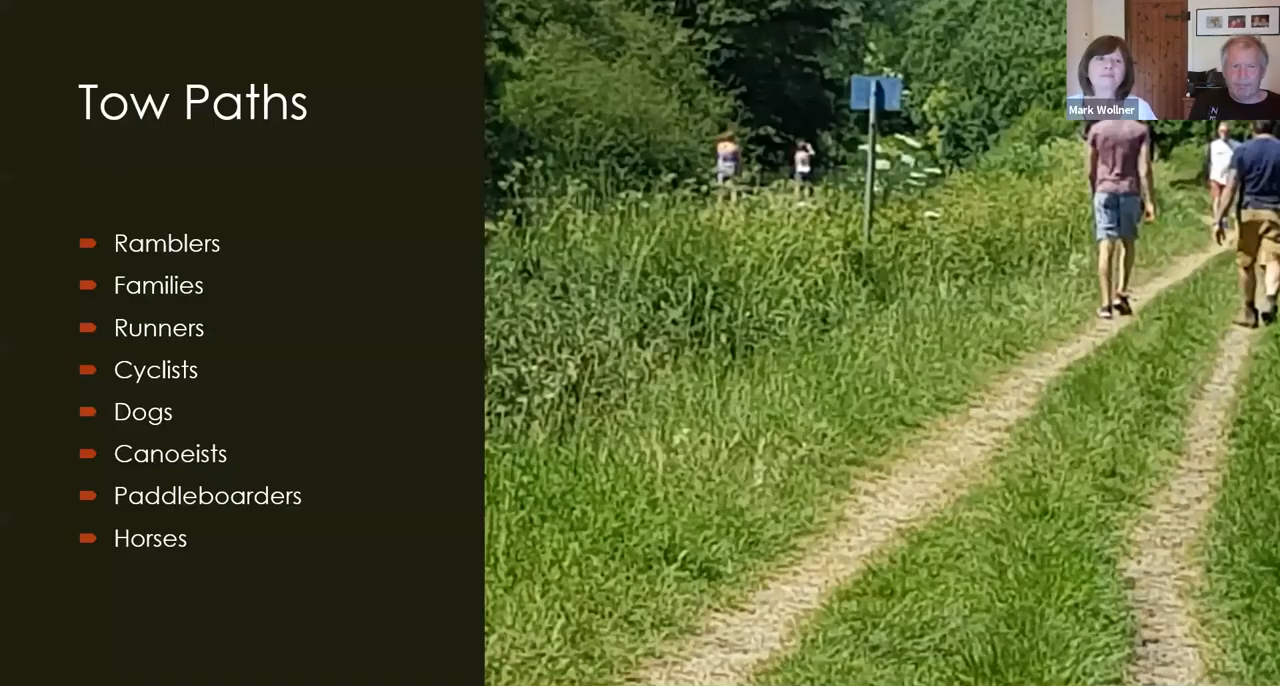 Tow Paths
Mark Wollner
Ramblers
Families
Runners
Cyclists
Dogs
Canoeists
Paddleboarders
Horses